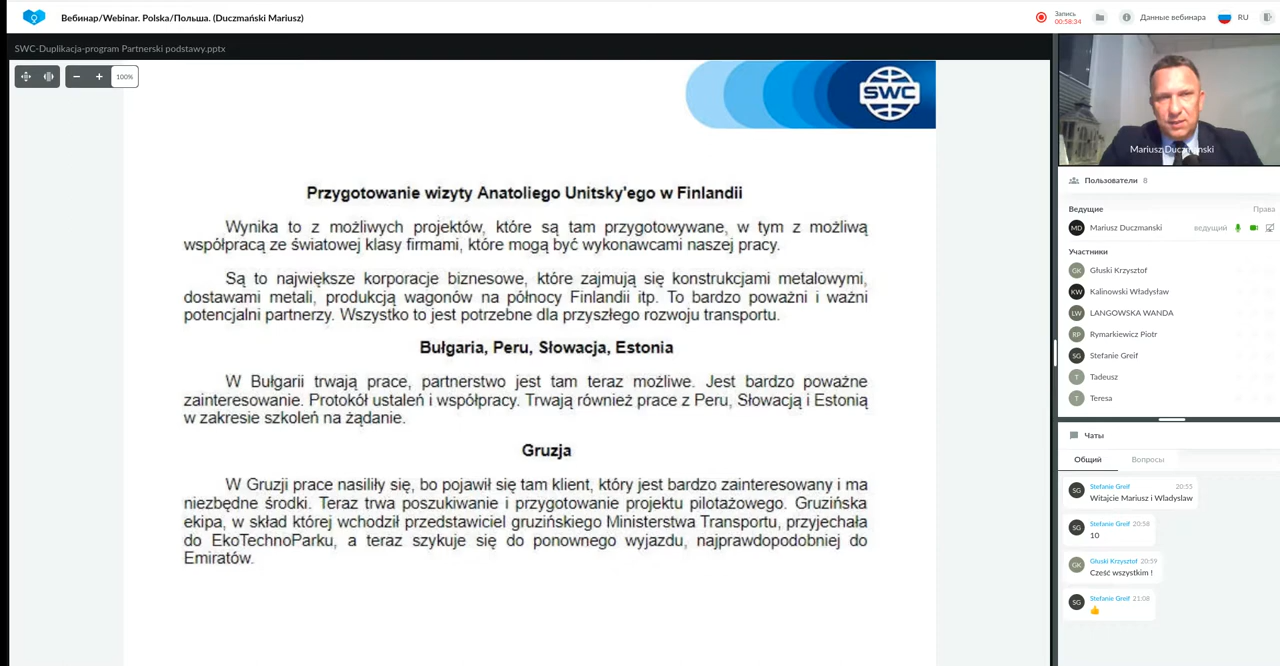 Вебинар/Webinar. Polska/Польша. (Duczmański Mariusz)
Запись
00:58:34
Данные вебинара
RU
SWC-Duplikacja-program Partnerski podstawy.pptx
100%
SWC
Przygotowanie wizyty Anatoliego Unitsky'ego w Finlandii
Wynika to z możliwych projektów, które są tam przygotowywane, w tym z możliwą
współpracą ze światowej klasy firmami, które mogą być wykonawcami naszej pracy.
Są to największe korporacje biznesowe, które zajmują się konstrukcjami metalowymi,
dostawami metali, produkcją wagonów na północy Finlandii itp. To bardzo poważni i ważni
potencjalni partnerzy. Wszystko to jest potrzebne dla przyszłego rozwoju transportu.
Bułgaria, Peru, Słowacja, Estonia
W Bułgarii trwają prace, partnerstwo jest tam teraz możliwe. Jest bardzo poważne
zainteresowanie. Protokół ustaleń i współpracy. Trwają również prace z Peru, Słowacją i Estonią
w zakresie szkoleń na żądanie.
Gruzja
W Gruzji prace nasiliły się, bo pojawił się tam klient, który jest bardzo zainteresowany i ma
niezbędne środki. Teraz trwa poszukiwanie i przygotowanie projektu pilotażowego. Gruzińska
ekipa, w skład której wchodził przedstawiciel gruzińskiego Ministerstwa Transportu, przyjechała
do EkoTechnoParku, a teraz szykuje się do ponownego wyjazdu, najprawdopodobniej do
Emiratów.
Mariusz Duczmanski
Пользователи 8
Ведущие Права
MD Mariusz Duczmanski ведущий
Участники
GK Głuski Krzysztof
KW Kalinowski Władysław
LW LANGOWSKA WANDA
RP Rymarkiewicz Piotr
SG Stefanie Greif
T Tadeusz
T Teresa
Чаты
Общий Вопросы
SG Stefanie Greif 20:55
Witajcie Mariusz i Wladyslaw
SG Stefanie Greif 20:58
10
GK Głuski Krzysztof 20:59
Cześć wszystkim !
SG Stefanie Greif 21:08
👍